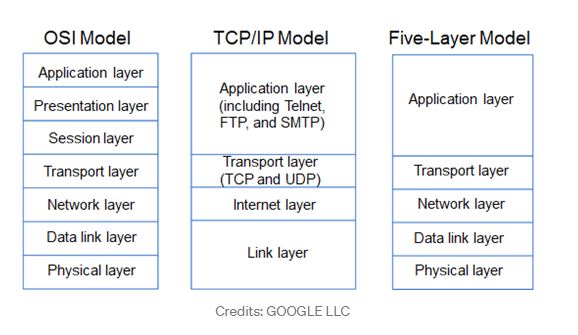 OSI Model
Application layer
Presentation layer
Session layer
Transport layer
Network layer
Data link layer
Physical layer
TCP/IP Model
Application layer
(including Telnet,
FTP, and SMTP)
Transport layer
(TCP and UDP)
Internet layer
Link layer
Five-Layer Model
Application layer
Transport layer
Network layer
Data link layer
Physical layer
Credits: GOOGLE LLC